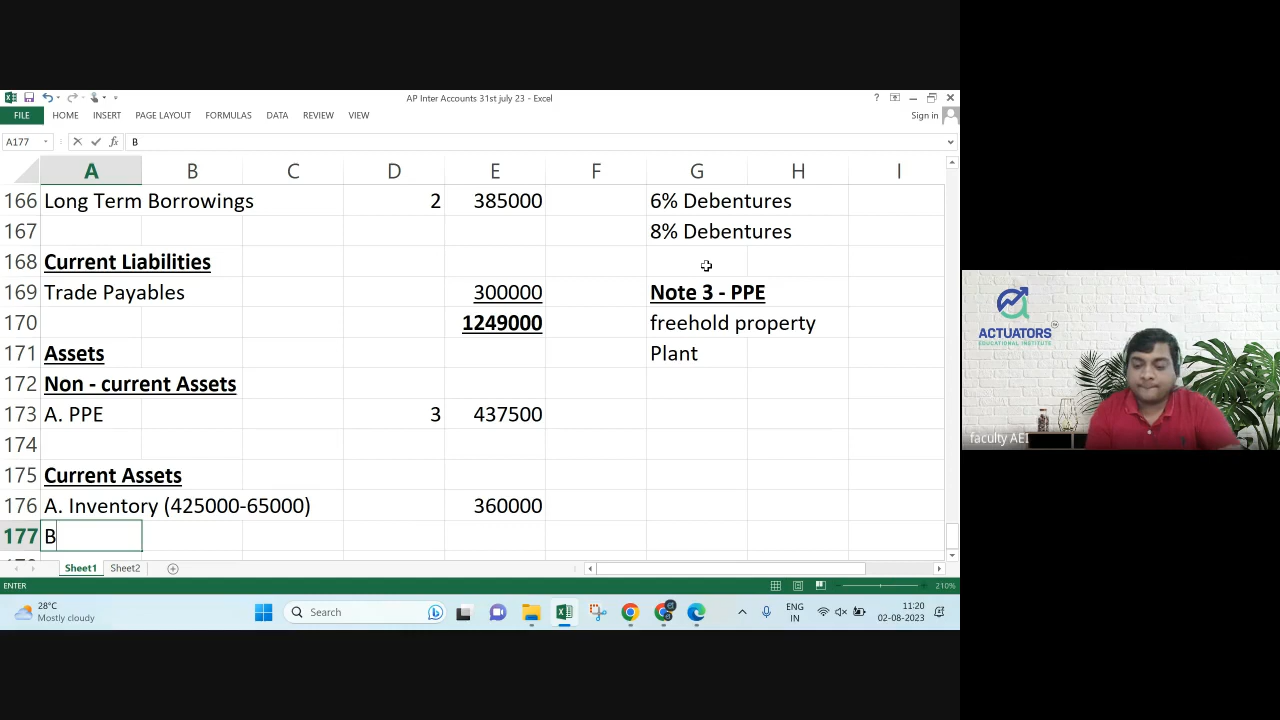 AP Inter Accounts 31st july 23 - Excel
?
FILE HOME INSERT PAGE LAYOUT FORMULAS DATA REVIEW VIEW Sign in
A177 fx B
A B C D E F G H I
166 Long Term Borrowings 2 385000 6% Debentures
167 8% Debentures
168 Current Liabilities
169 Trade Payables 300000 Note 3 - PPE
170 1249000 freehold property
171 Assets Plant
172 Non - current Assets
173 A. PPE 3 437500
174
175 Current Assets
176 A. Inventory (425000-65000) 360000
177 B
Sheet1 Sheet2
ENTER 210%
28°C
Mostly cloudy
Search
ENG
IN
11:20
02-08-2023
ACTUATORS
EDUCATIONAL INSTITUTE
faculty AEI